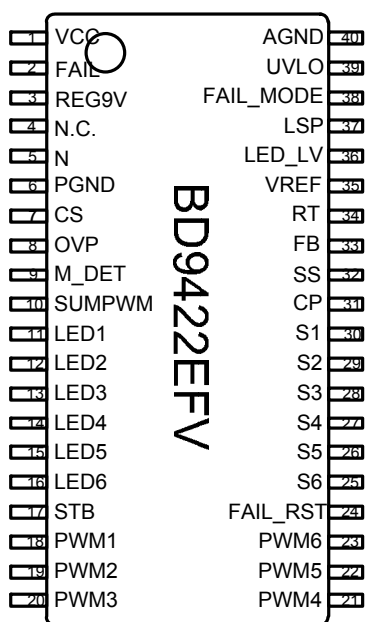 1 VCC AGND 40
2 FAIL UVLO 39
3 REG9V FAIL_MODE 38
4 N.C. LSP 37
5 N LED_LV 36
6 PGND VREF 35
7 CS RT 34
8 OVP FB 33
9 M_DET SS 32
10 SUMPWM CP 31
11 LED1 S1 30
12 LED2 S2 29
13 LED3 S3 28
14 LED4 S4 27
15 LED5 S5 26
16 LED6 S6 25
17 STB FAIL_RST 24
18 PWM1 PWM6 23
19 PWM2 PWM5 22
20 PWM3 PWM4 21
BD9422EFV